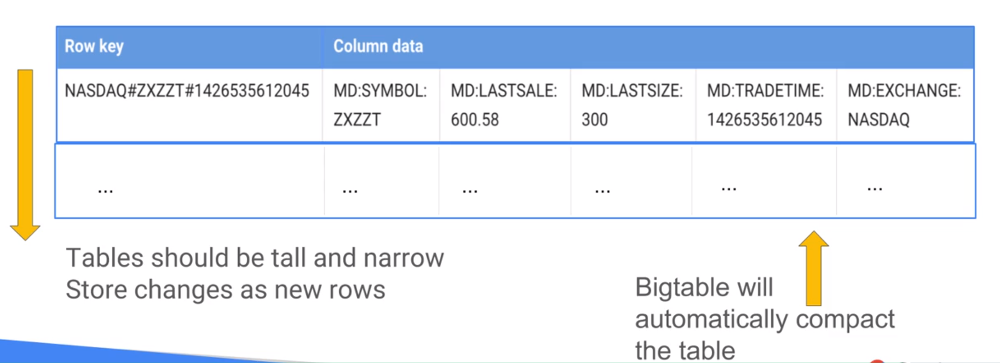 Row key
Column data
NASDAQ#ZXZZT#1426535612045
MD:SYMBOL:
ZXZZT
MD:LASTSALE:
600.58
MD:LASTSIZE:
300
MD:TRADETIME:
1426535612045
MD:EXCHANGE:
NASDAQ
...
...
...
...
...
...
Tables should be tall and narrow
Store changes as new rows
Bigtable will
automatically compact
the table